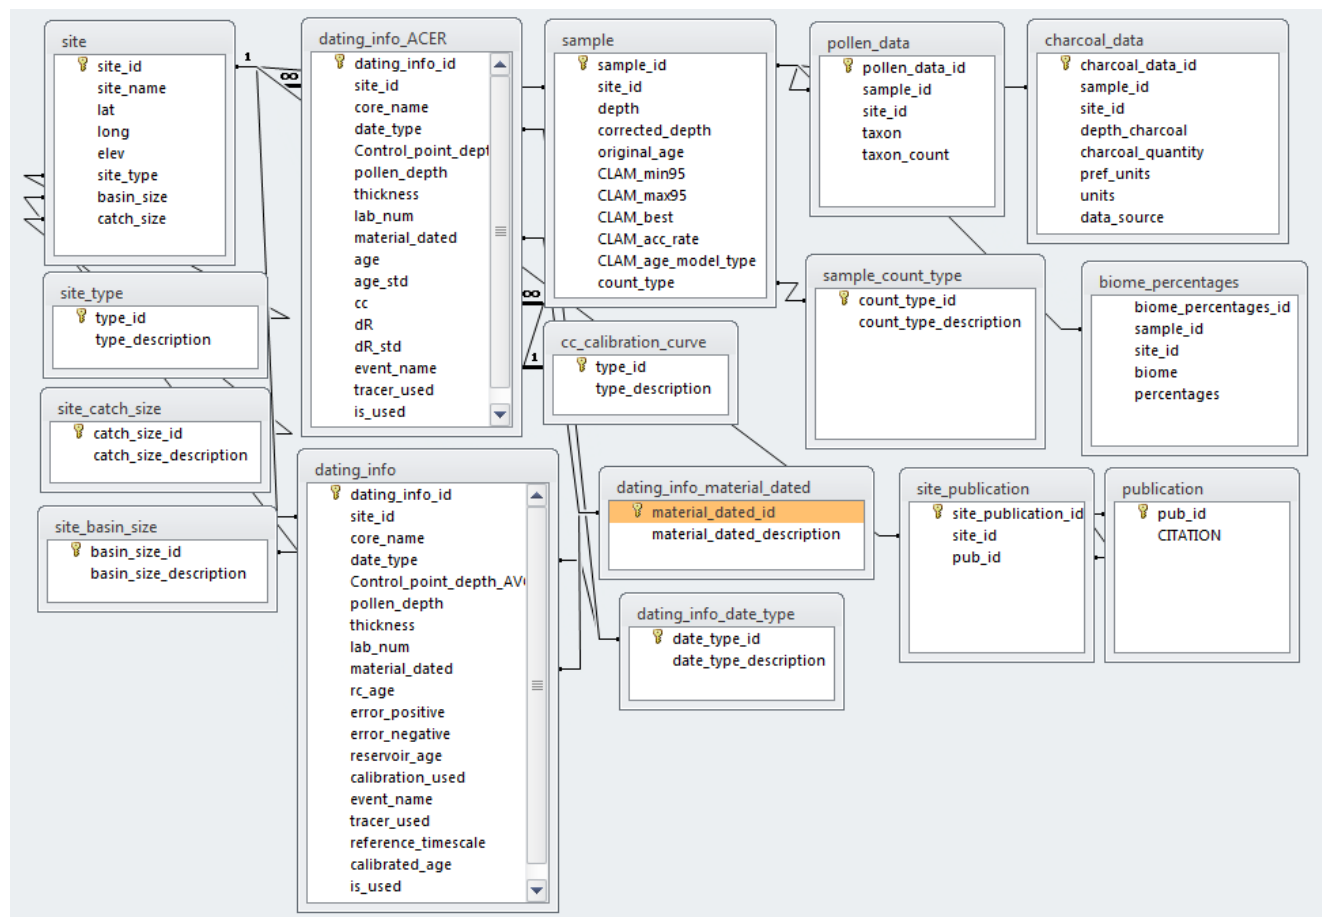 site
site_id
site_name
lat
long
elev
site_type
basin_size
catch_size
1
dating_info_ACER
dating_info_id
site_id
core_name
date_type
Control_point_dept
pollen_depth
thickness
lab_num
material_dated
age
age_std
cc
dR
dR_std
event_name
tracer_used
is_used
∞
∞
1
sample
sample_id
site_id
depth
corrected_depth
original_age
CLAM_min95
CLAM_max95
CLAM_best
CLAM_acc_rate
CLAM_age_model_type
count_type
pollen_data
pollen_data_id
sample_id
site_id
taxon
taxon_count
charcoal_data
charcoal_data_id
sample_id
site_id
depth_charcoal
charcoal_quantity
pref_units
units
data_source
site_type
type_id
type_description
cc_calibration_curve
type_id
type_description
sample_count_type
count_type_id
count_type_description
biome_percentages
biome_percentages_id
sample_id
site_id
biome
percentages
site_catch_size
catch_size_id
catch_size_description
site_basin_size
basin_size_id
basin_size_description
dating_info
dating_info_id
site_id
core_name
date_type
Control_point_depth_AV
pollen_depth
thickness
lab_num
material_dated
rc_age
error_positive
error_negative
reservoir_age
calibration_used
event_name
tracer_used
reference_timescale
calibrated_age
is_used
dating_info_material_dated
material_dated_id
material_dated_description
dating_info_date_type
date_type_id
date_type_description
site_publication
site_publication_id
site_id
pub_id
publication
pub_id
CITATION